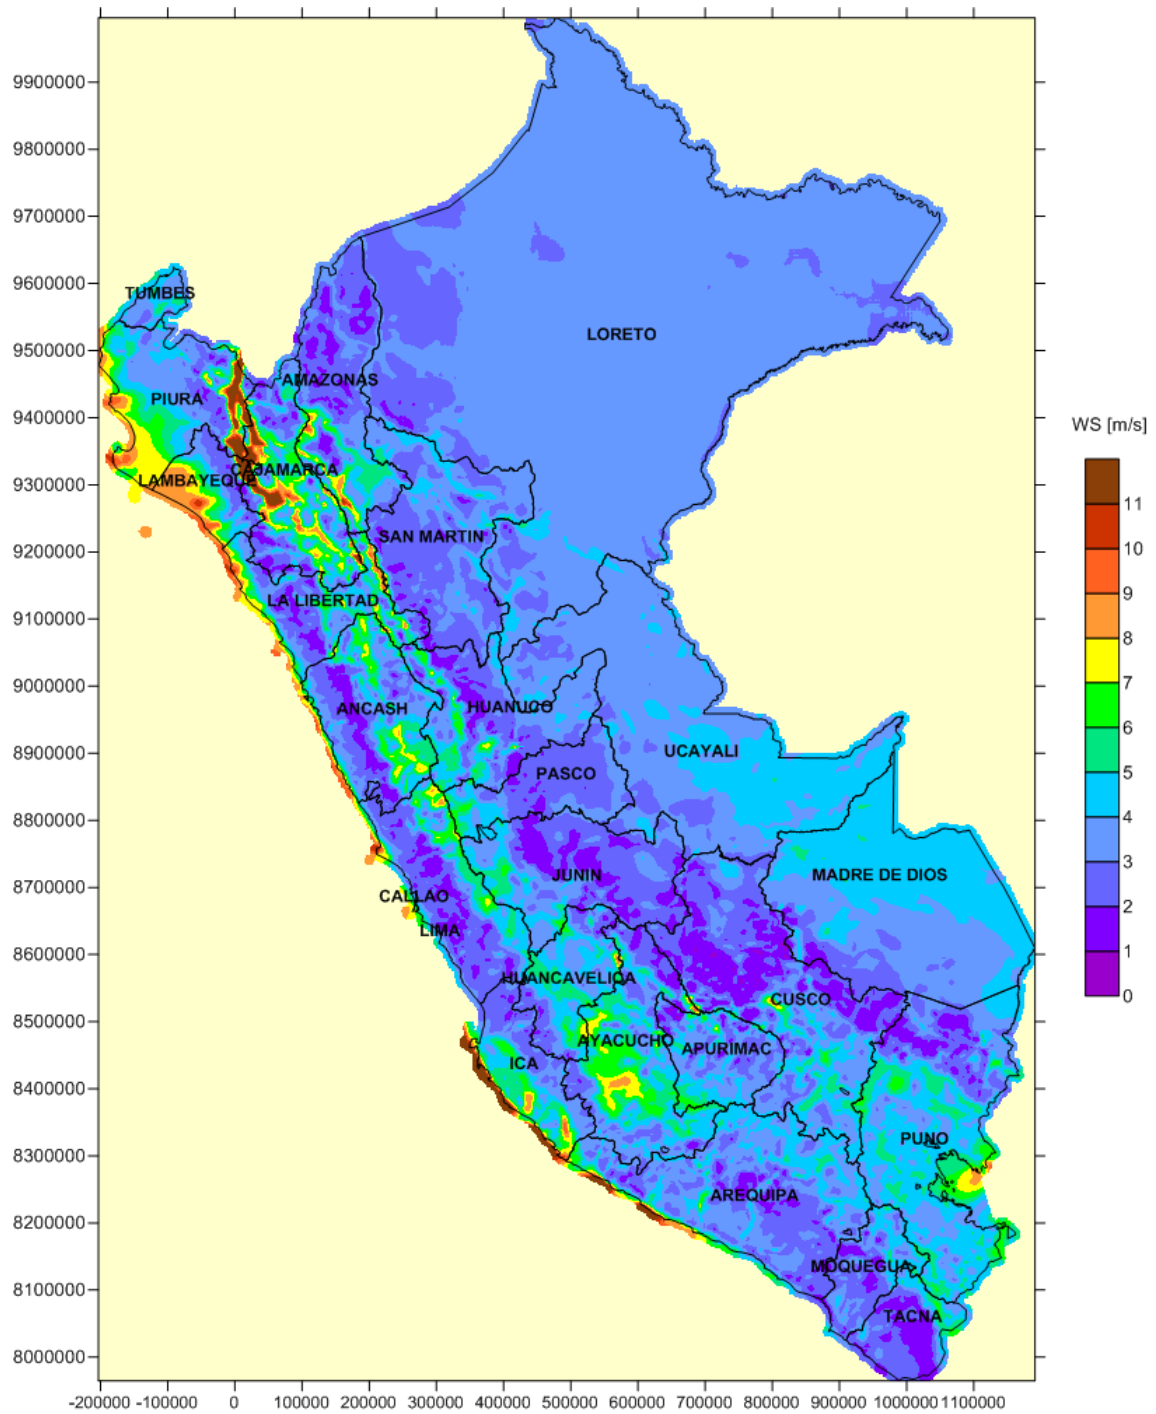 9900000
9800000
9700000
9600000
9500000
9400000
9300000
9200000
9100000
9000000
8900000
8800000
8700000
8600000
8500000
8400000
8300000
8200000
8100000
8000000
-200000 -100000 0 100000 200000 300000 400000 500000 600000 700000 800000 900000 1000000 1100000
TUMBES
LORETO
AMAZONAS
PIURA
CAJAMARCA
LAMBAYEQUE
SAN MARTIN
LA LIBERTAD
ANCASH
HUANUCO
UCAYALI
PASCO
JUNIN
MADRE DE DIOS
CALLAO
LIMA
HUANCAVELICA
CUSCO
AYACUCHO
APURIMAC
ICA
PUNO
AREQUIPA
MOQUEGUA
TACNA
WS [m/s]
11
10
9
8
7
6
5
4
3
2
1
0